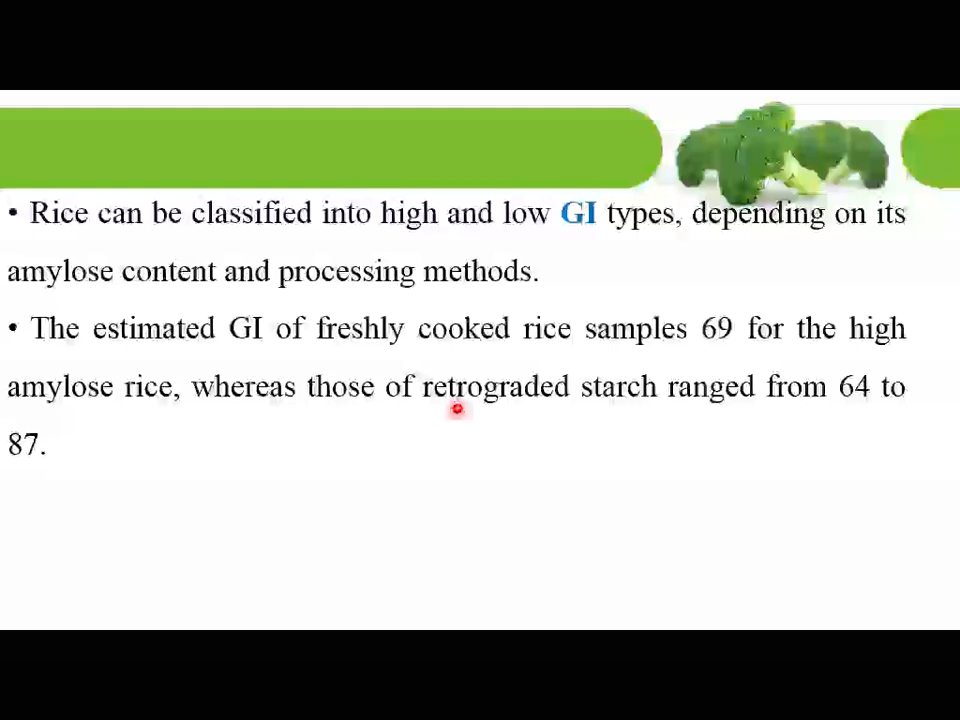 • Rice can be classified into high and low GI types, depending on its
amylose content and processing methods.
• The estimated GI of freshly cooked rice samples 69 for the high
amylose rice, whereas those of retrograded starch ranged from 64 to
87.